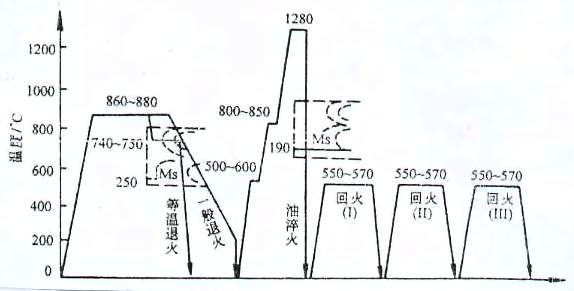 温度/℃
1200
1000
800
600
400
200
0
860~880
740~750
250
Ms
等温退火
一般退火
500~600
800~850
1280
190
Ms
油淬火
550~570
回火
(I)
550~570
回火
(II)
550~570
回火
(III)